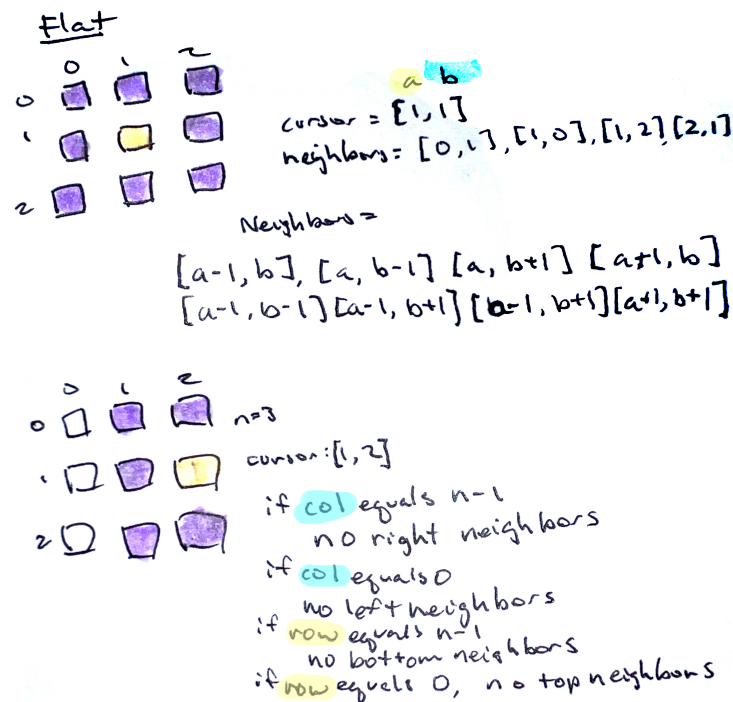 Flat
0 1 2
0
1
2
a b
cursor = [1,1]
neighbors = [0,1],[1,0],[1,2],[2,1]
Neighbors =
[a-1, b], [a, b-1] [a, b+1] [a+1, b]
[a-1, b-1] [a-1, b+1] [a-1, b+1] [a+1, b+1]
0 1 2
0
1
2
n=3
cursor:[1,2]
if col equals n-1
no right neighbors
if col equals 0
no left neighbors
if row equals n-1
no bottom neighbors
if row equals 0, no top neighbors